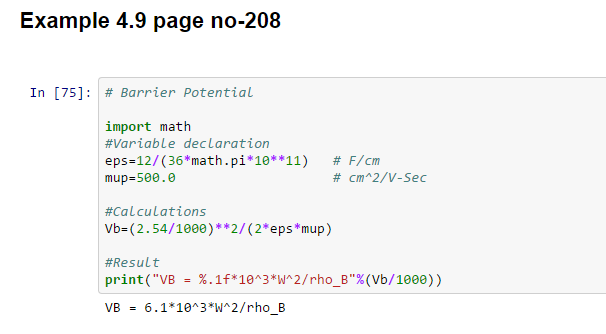 Example 4.9 page no-208
In [75]: # Barrier Potential
import math
#Variable declaration
eps=12/(36*math.pi*10**11)   # F/cm
mup=500.0                    # cm^2/V-Sec
#Calculations
Vb=(2.54/1000)**2/(2*eps*mup)
#Result
print("VB = %.1f*10^3*W^2/rho_B"%(Vb/1000))
VB = 6.1*10^3*W^2/rho_B